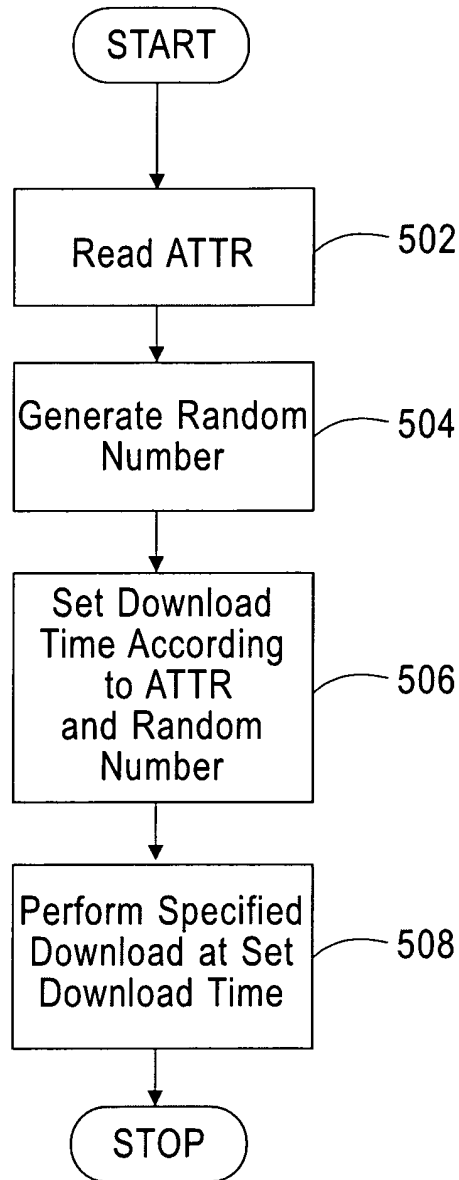 START
Read ATTR
502
Generate Random
Number
504
Set Download
Time According
to ATTR
and Random
Number
506
Perform Specified
Download at Set
Download Time
508
STOP